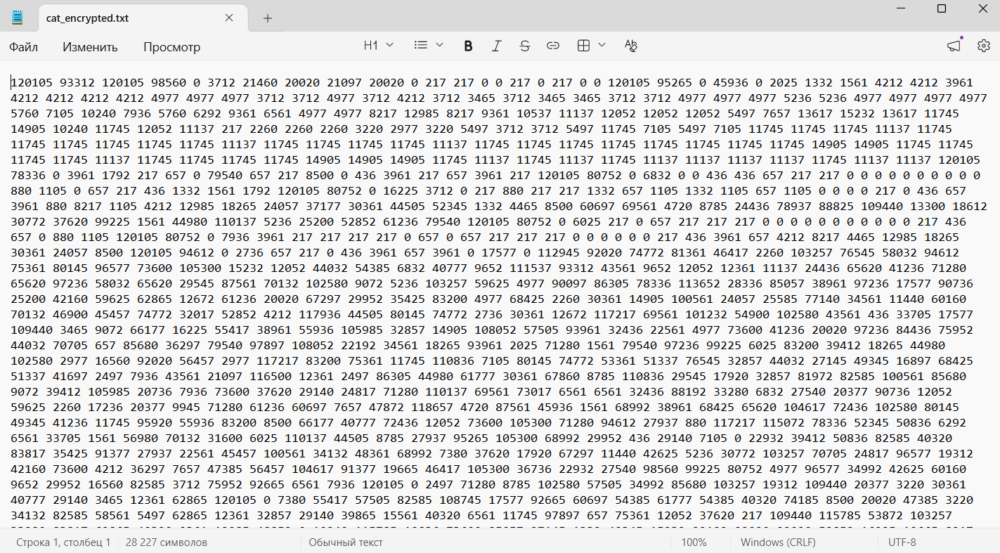 cat_encrypted.txt
Файл Изменить Просмотр H1 B I S
120105 93312 120105 98560 0 3712 21460 20020 21097 20020 0 217 217 0 0 217 0 217 0 0 120105 95265 0 45936 0 2025 1332 1561 4212 4212 3961
4212 4212 4212 4212 4977 4977 4977 3712 3712 4977 3712 4212 3712 3465 3712 3465 3465 3712 3712 4977 4977 4977 5236 5236 4977 4977 4977 4977
5760 7105 10240 7936 5760 6292 9361 6561 4977 4977 8217 12985 8217 9361 10537 11137 12052 12052 12052 5497 7657 13617 15232 13617 11745
14905 10240 11745 12052 11137 217 2260 2260 2260 3220 2977 3220 5497 3712 3712 5497 11745 7105 5497 7105 11745 11745 11745 11137 11745
11745 11745 11745 11745 11745 11137 11745 11745 11745 11745 11745 11137 11745 11745 11745 11745 11745 11745 11745 11745 14905 14905 11745 11745
11745 11745 11137 11745 11745 11745 11745 14905 14905 14905 11745 11137 11745 11137 11745 11137 11137 11137 11137 11745 11137 11137 120105
78336 0 3961 1792 217 657 0 79540 657 217 8500 0 436 3961 217 657 3961 217 120105 80752 0 6832 0 0 436 436 657 217 217 0 0 0 0 0 0 0 0 0 0
880 1105 0 657 217 436 1332 1561 1792 120105 80752 0 16225 3712 0 217 880 217 217 1332 657 1105 1332 1105 657 1105 0 0 0 0 217 0 436 657
3961 880 8217 1105 4212 12985 18265 24057 37177 30361 44505 52345 1332 4465 8500 60697 69561 4720 8785 24436 78937 88825 109440 13300 18612
30772 37620 99225 1561 44980 110137 5236 25200 52852 61236 79540 120105 80752 0 6025 217 0 657 217 217 217 0 0 0 0 0 0 0 0 0 0 0 217 436
657 0 880 1105 120105 80752 0 7936 3961 217 217 217 217 0 657 0 657 217 217 217 0 0 0 0 0 0 217 436 3961 657 4212 8217 4465 12985 18265
30361 24057 8500 120105 94612 0 2736 657 217 0 436 3961 657 3961 0 17577 0 112945 92020 74772 81361 46417 2260 103257 76545 58032 94612
75361 80145 96577 73600 105300 15232 12052 44032 54385 6832 40777 9652 111537 93312 43561 9652 12052 12361 11137 24436 65620 41236 71280
65620 97236 58032 65620 29545 87561 70132 102580 9072 5236 103257 59625 4977 90097 86305 78336 113652 28336 85057 38961 97236 17577 90736
25200 42160 59625 62865 12672 61236 20020 67297 29952 35425 83200 4977 68425 2260 30361 14905 100561 24057 25585 77140 34561 11440 60160
70132 46900 45457 74772 32017 52852 4212 117936 44505 80145 74772 2736 30361 12672 117217 69561 101232 54900 102580 43561 436 33705 17577
109440 3465 9072 66177 16225 55417 38961 55936 105985 32857 14905 108052 57505 93961 32436 22561 4977 73600 41236 20020 97236 84436 75952
44032 70705 657 85680 36297 79540 97897 108052 22192 34561 18265 93961 2025 71280 1561 79540 97236 99225 6025 83200 39412 18265 44980
102580 2977 16560 92020 56457 2977 117217 83200 75361 11745 110836 7105 80145 74772 53361 51337 76545 32857 44032 27145 49345 16897 68425
51337 41697 2497 7936 43561 21097 116500 12361 2497 86305 44980 61777 30361 67860 8785 110836 29545 17920 32857 81972 82585 100561 85680
9072 39412 105985 20736 7936 73600 37620 29140 24817 71280 110137 69561 73017 6561 6561 32436 88192 33280 6832 27540 20377 90736 12052
59625 2260 17236 20377 9945 71280 61236 60697 7657 47872 118657 4720 87561 45936 1561 68992 38961 68425 65620 104617 72436 102580 80145
49345 41236 11745 95920 55936 83200 8500 66177 40777 72436 12052 73600 105300 71280 94612 27937 880 117217 115072 78336 52345 50836 6292
6561 33705 1561 56980 70132 31600 6025 110137 44505 8785 27937 95265 105300 68992 29952 436 29140 7105 0 22932 39412 50836 82585 40320
83817 35425 91377 27937 22561 45457 100561 34132 48361 68992 7380 37620 17920 67297 11440 42625 5236 30772 103257 70705 24817 96577 19312
42160 73600 4212 36297 7657 47385 56457 104617 91377 19665 46417 105300 36736 22932 27540 98560 99225 80752 4977 96577 34992 42625 60160
9652 29952 16560 82585 3712 75952 92665 6561 7936 120105 0 2497 71280 8785 102580 57505 34992 85680 103257 19312 109440 20377 3220 30361
40777 29140 3465 12361 62865 120105 0 7380 55417 57505 82585 108745 17577 92665 60697 54385 61777 54385 40320 74185 8500 20020 47385 3220
34132 82585 58561 5497 62865 12361 32857 29140 39865 15561 40320 6561 11745 97897 657 75361 12052 37620 217 109440 115785 53872 103257
Строка 1, столбец 1 28 227 символов Обычный текст 100% Windows (CRLF) UTF-8